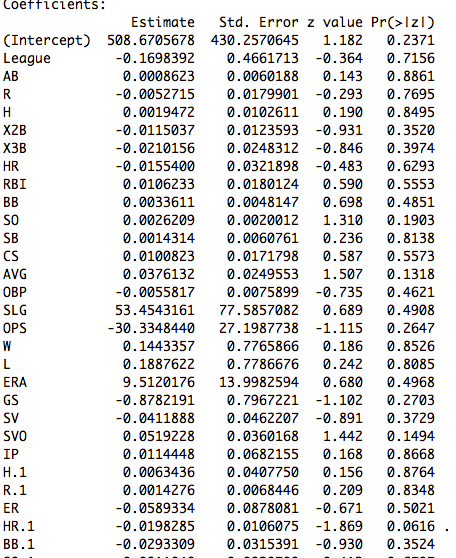 Coefficients:
Estimate Std. Error z value Pr(>|z|)
(Intercept) 508.6705678 430.2570645 1.182 0.2371
League -0.1698392 0.4661713 -0.364 0.7156
AB 0.0008623 0.0060188 0.143 0.8861
R -0.0052715 0.0179901 -0.293 0.7695
H 0.0019472 0.0102611 0.190 0.8495
X2B -0.0115037 0.0123593 -0.931 0.3520
X3B -0.0210156 0.0248312 -0.846 0.3974
HR -0.0155400 0.0321898 -0.483 0.6293
RBI 0.0106233 0.0180124 0.590 0.5553
BB 0.0033611 0.0048147 0.698 0.4851
SO 0.0026209 0.0020012 1.310 0.1903
SB 0.0014314 0.0060761 0.236 0.8138
CS 0.0100823 0.0171798 0.587 0.5573
AVG 0.0376132 0.0249553 1.507 0.1318
OBP -0.0055817 0.0075899 -0.735 0.4621
SLG 53.4543161 77.5857082 0.689 0.4908
OPS -30.3348440 27.1987738 -1.115 0.2647
W 0.1443357 0.7765866 0.186 0.8526
L 0.1887622 0.7786676 0.242 0.8085
ERA 9.5120176 13.9982594 0.680 0.4968
GS -0.8782191 0.7967221 -1.102 0.2703
SV -0.0411888 0.0462207 -0.891 0.3729
SVO 0.0519228 0.0360168 1.442 0.1494
IP 0.0114448 0.0682155 0.168 0.8668
H.1 0.0063436 0.0407750 0.156 0.8764
R.1 0.0014276 0.0068446 0.209 0.8348
ER -0.0589334 0.0878081 -0.671 0.5021
HR.1 -0.0198285 0.0106075 -1.869 0.0616 .
BB.1 -0.0293309 0.0315391 -0.930 0.3524